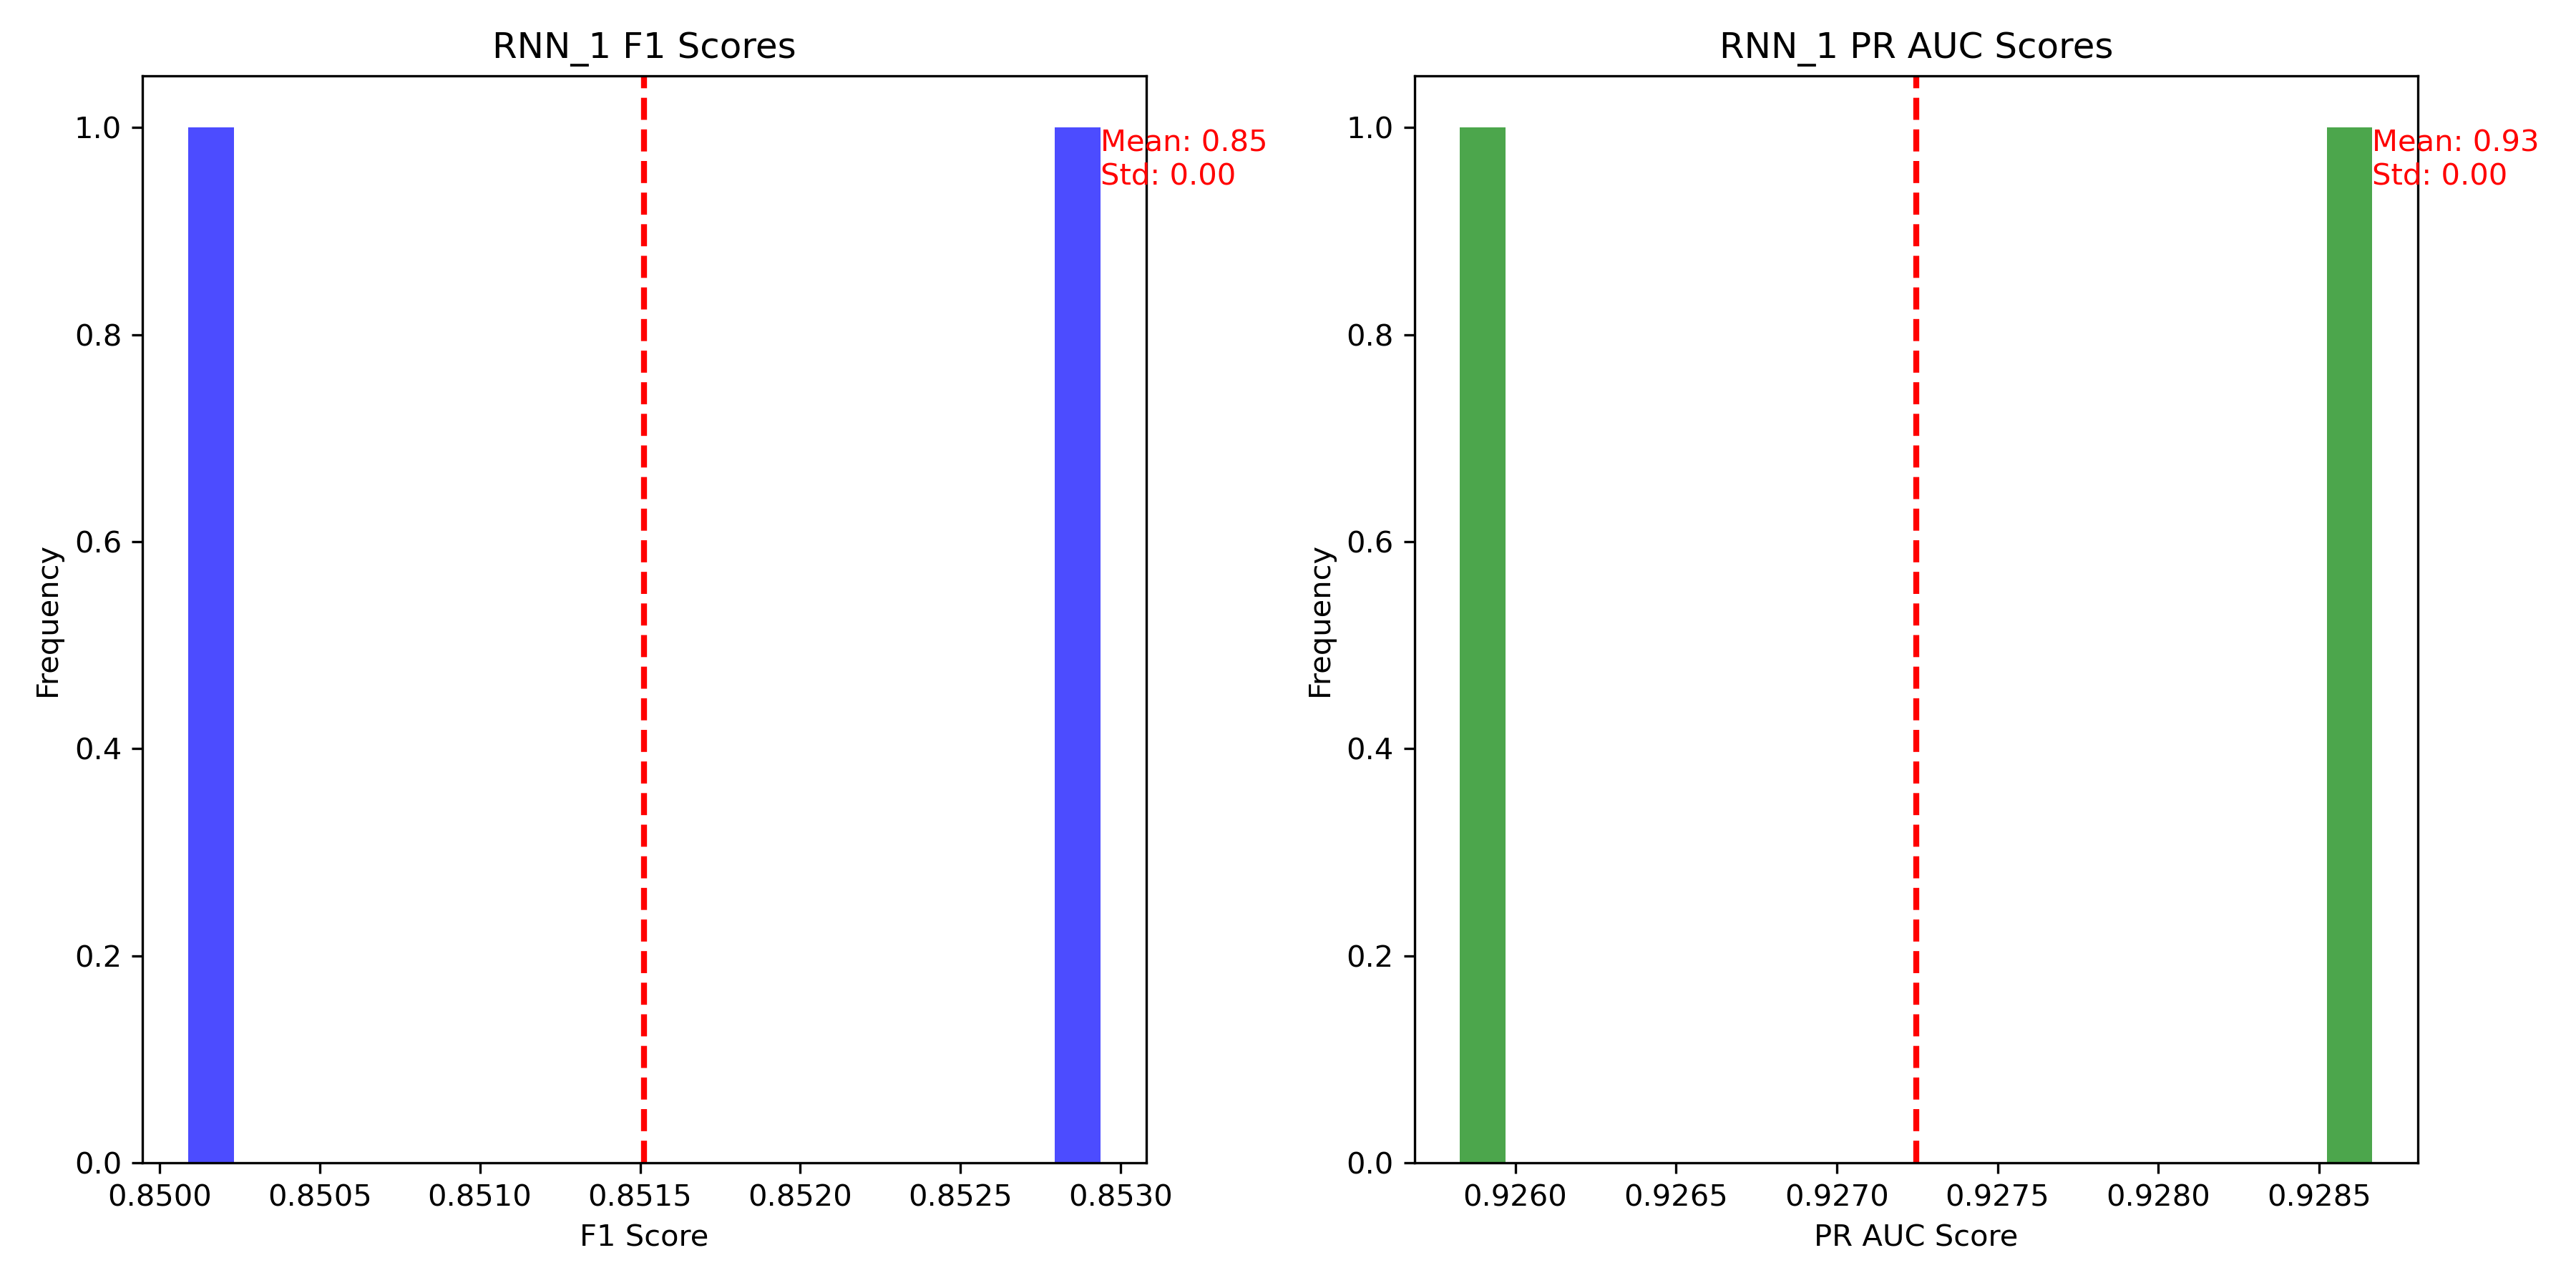 RNN_1 F1 Scores
1.0
0.8
0.6
0.4
0.2
0.0
Frequency
Mean: 0.85
Std: 0.00
0.8500 0.8505 0.8510 0.8515 0.8520 0.8525 0.8530
F1 Score
RNN_1 PR AUC Scores
1.0
0.8
0.6
0.4
0.2
0.0
Frequency
Mean: 0.93
Std: 0.00
0.9260 0.9265 0.9270 0.9275 0.9280 0.9285
PR AUC Score